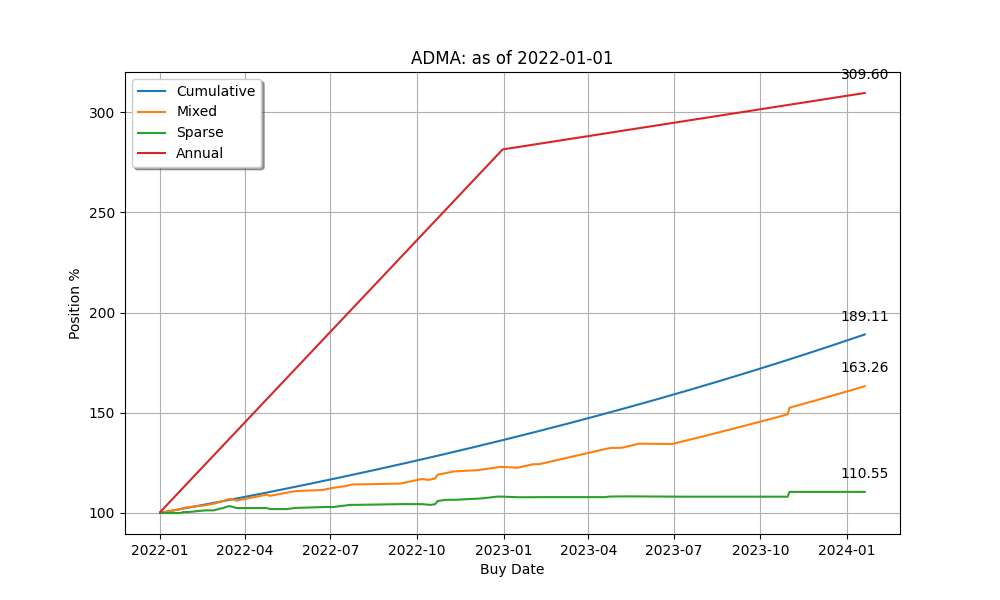 ADMA: as of 2022-01-01
309.60
Cumulative
Mixed
Sparse
Annual
300
250
200
150
100
189.11
163.26
110.55
Position %
2022-01 2022-04 2022-07 2022-10 2023-01 2023-04 2023-07 2023-10 2024-01
Buy Date